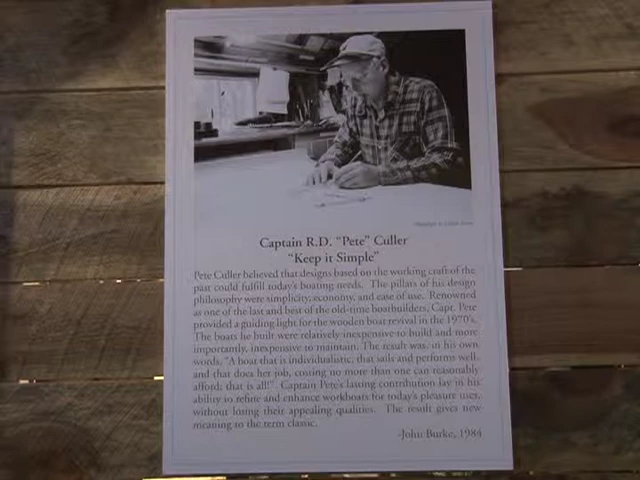 Captain R.D. "Pete" Culler
"Keep it Simple"
Pete Culler believed that designs based on the working craft of the
past could fulfill today's boating needs. The pillars of his design
philosophy were simplicity, economy, and ease of use. Renowned
as one of the last and best of the old-time boatbuilders, Capt. Pete
provided a guiding light for the wooden boat revival in the 1970's.
The boats he built were relatively inexpensive to build and more
importantly, inexpensive to maintain. The result was, in his own
words, "A boat that is individualistic, that sails and performs well,
and that does her job, costing no more than one can reasonably
afford; that is all!". Captain Pete's lasting contribution lay in his
ability to refine and enhance workboats for today's pleasure uses,
without losing their appealing qualities. The result gives new
meaning to the term classic.
-John Burke, 1984